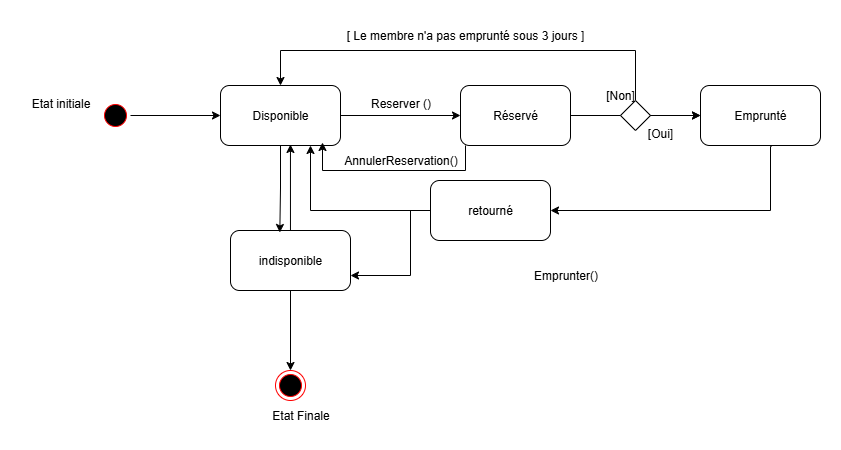 [ Le membre n'a pas emprunté sous 3 jours ]
Etat initiale
Disponible
Reserver ()
Réservé
[Non]
[Oui]
Emprunté
AnnulerReservation()
retourné
indisponible
Emprunter()
Etat Finale